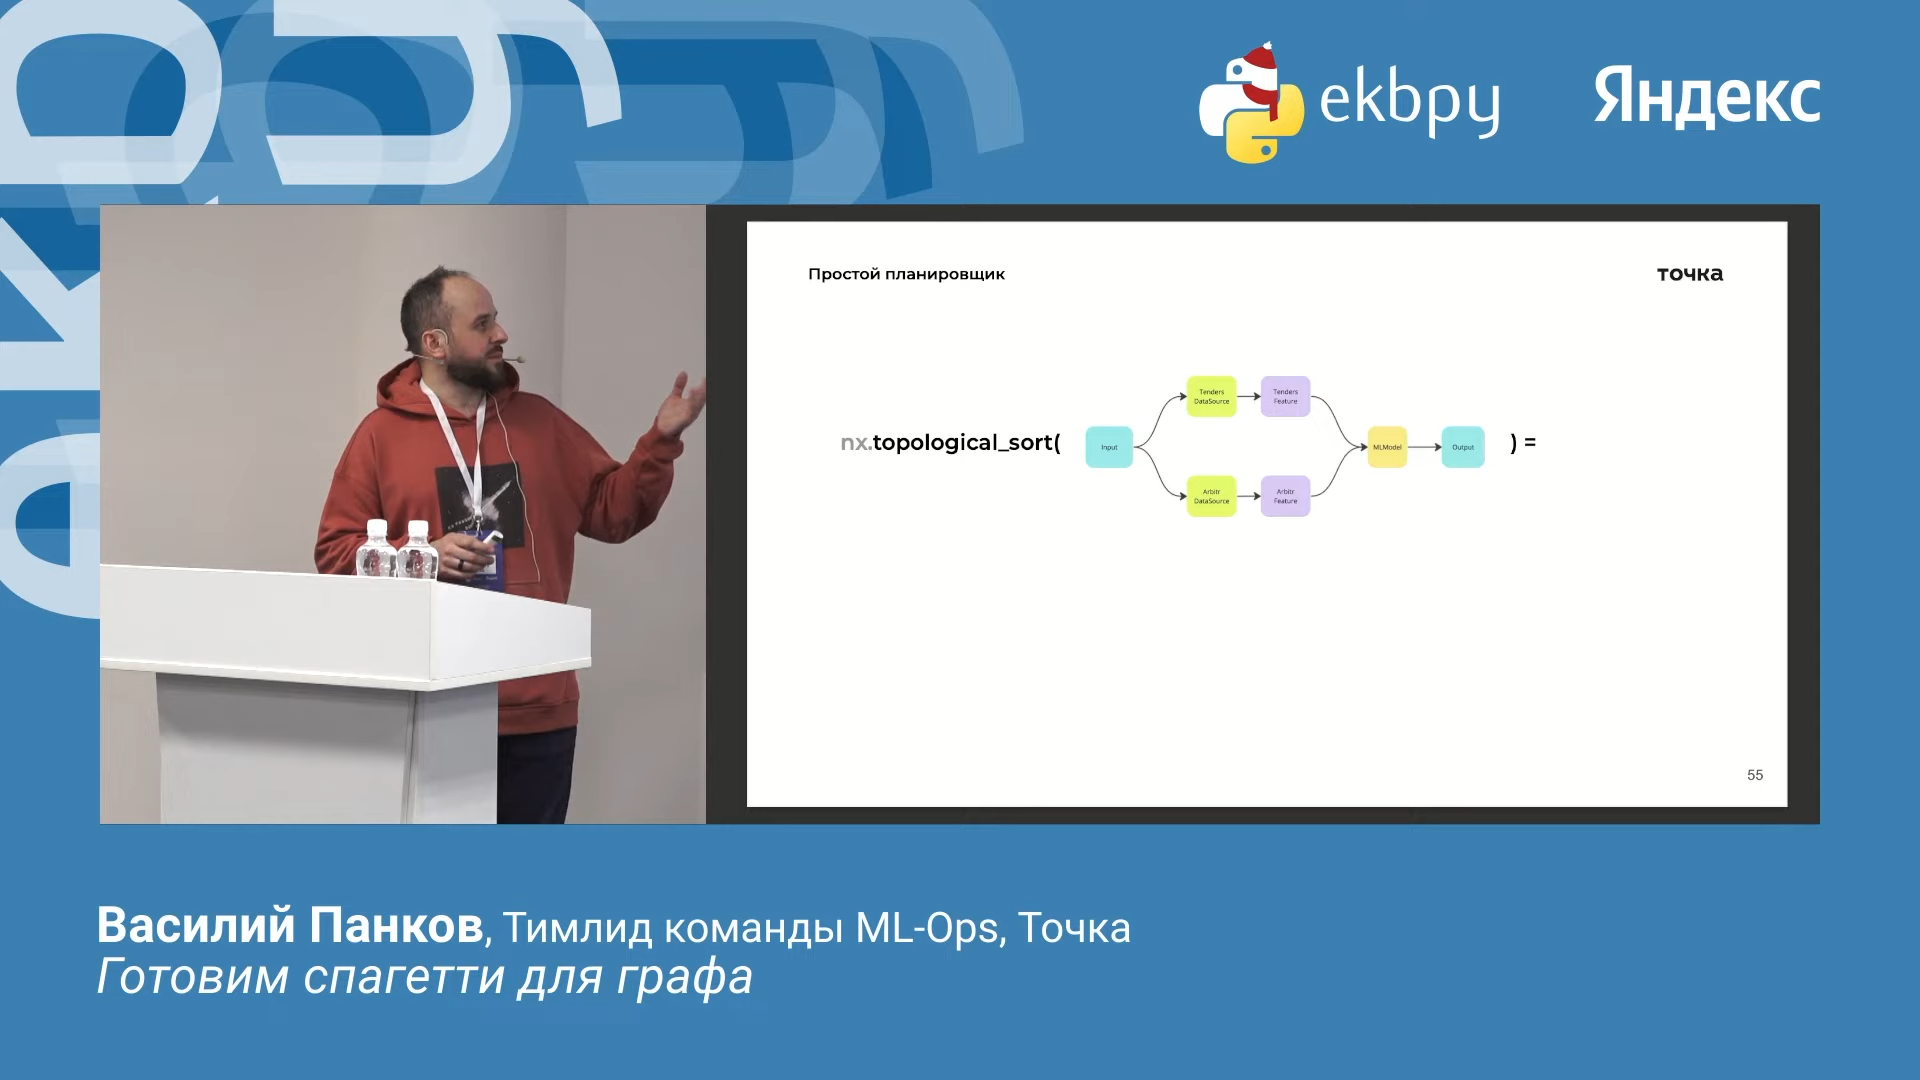 ekbpy
Яндекс
Простой планировщик
точка
nx.topological_sort(
Input
Tenders
DataSource
Tenders
Feature
Arbitr
DataSource
Arbitr
Feature
MLModel
Output
) =
55
Василий Панков, Тимлид команды ML-Ops, Точка
Готовим спагетти для графа